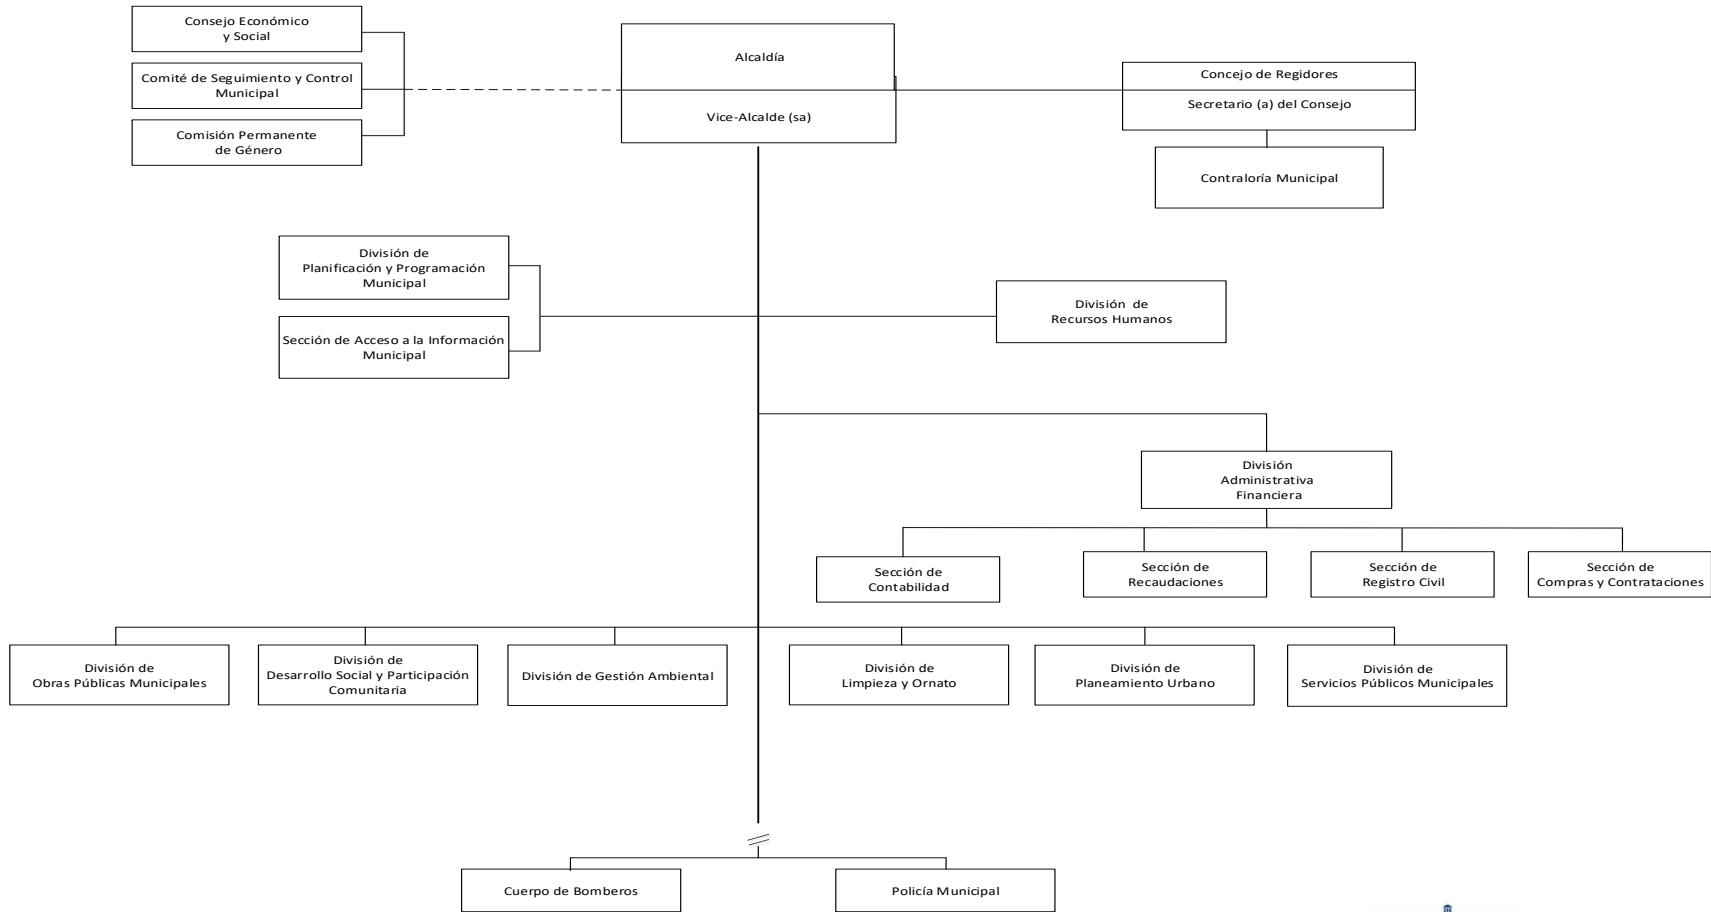 Consejo Económico
y Social
Comité de Seguimiento y Control
Municipal
Comisión Permanente
de Género
Alcaldía
Vice-Alcalde (sa)
Concejo de Regidores
Secretario (a) del Consejo
Contraloría Municipal
División de
Planificación y Programación
Municipal
Sección de Acceso a la Información
Municipal
División de
Recursos Humanos
División
Administrativa
Financiera
Sección de
Contabilidad
Sección de
Recaudaciones
Sección de
Registro Civil
Sección de
Compras y Contrataciones
División de
Obras Públicas Municipales
División de
Desarrollo Social y Participación
Comunitaria
División de Gestión Ambiental
División de
Limpieza y Ornato
División de
Planeamiento Urbano
División de
Servicios Públicos Municipales
Cuerpo de Bomberos
Policía Municipal